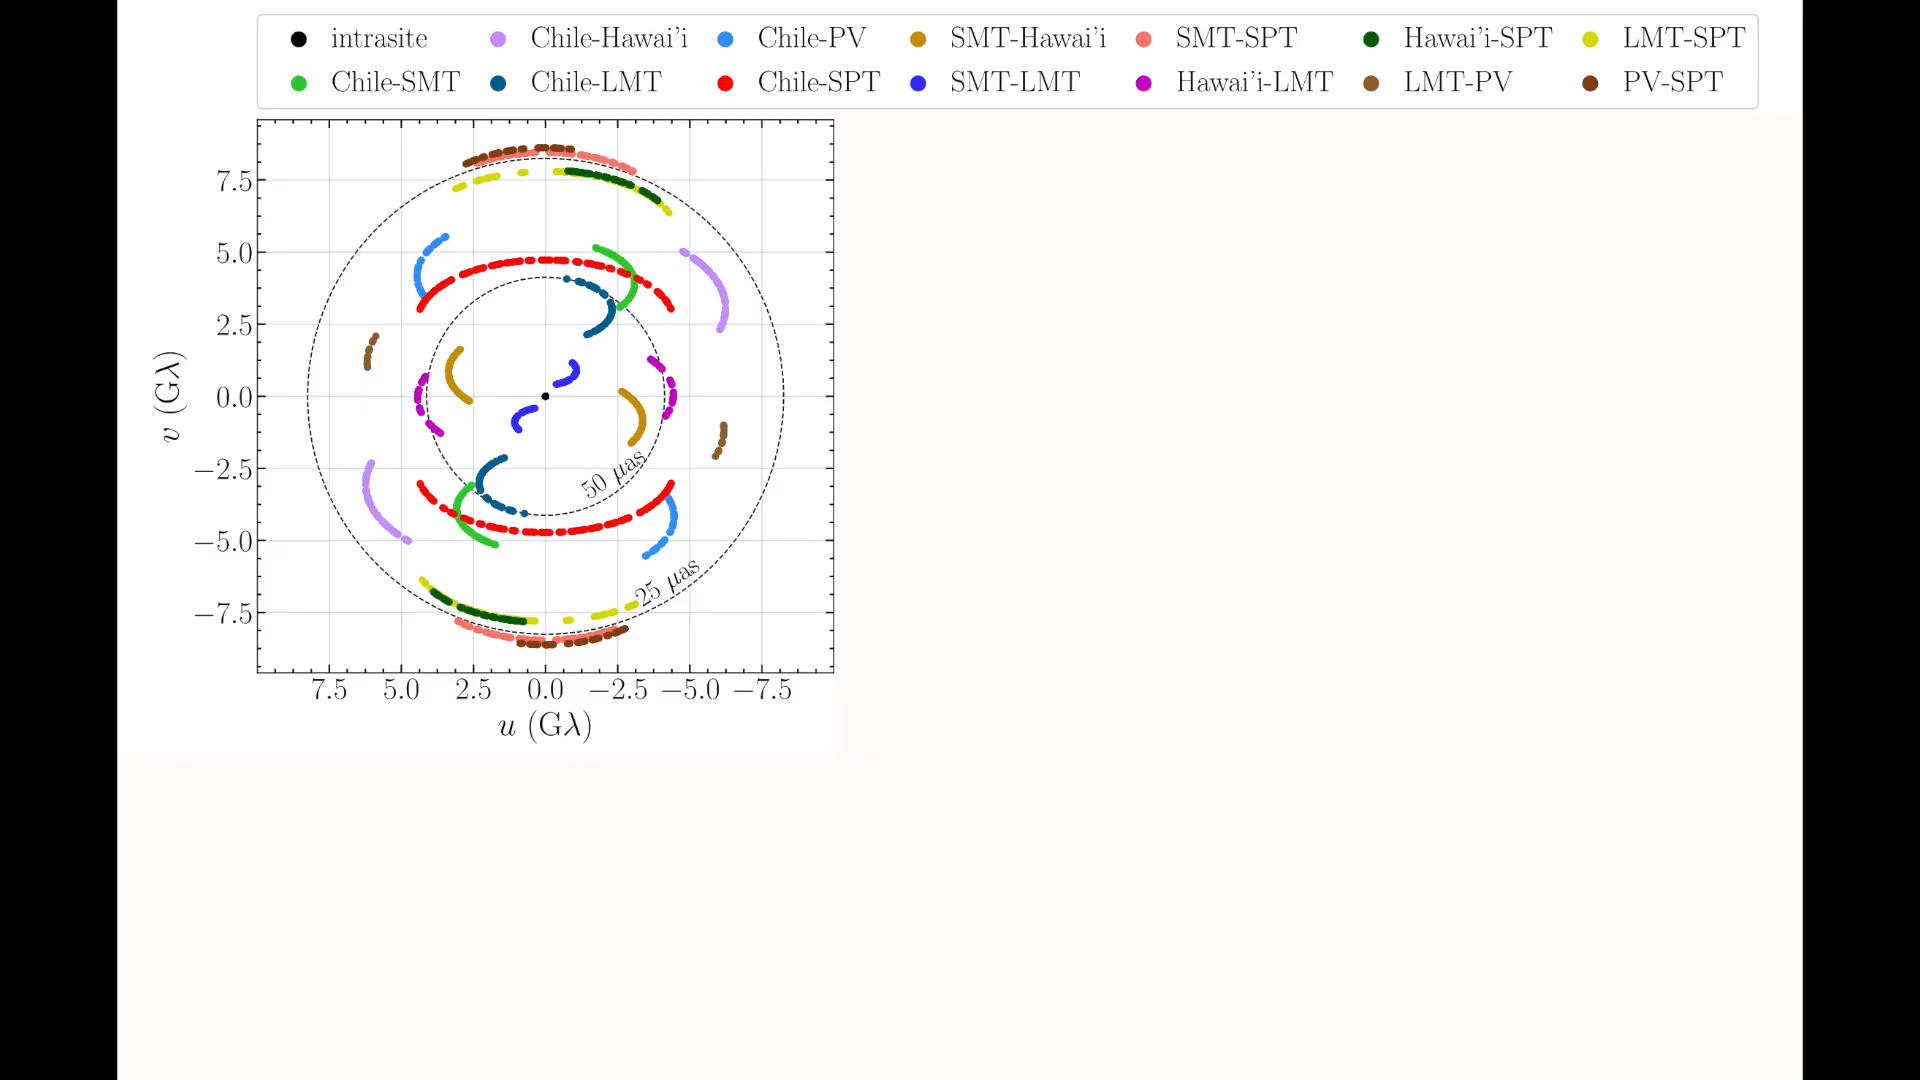 intrasite Chile-Hawai'i Chile-PV SMT-Hawai'i SMT-SPT Hawai'i-SPT LMT-SPT
Chile-SMT Chile-LMT Chile-SPT SMT-LMT Hawai'i-LMT LMT-PV PV-SPT
7.5
5.0
2.5
0.0
−2.5
−5.0
−7.5
v (Gλ)
50 μas
25 μas
7.5 5.0 2.5 0.0 −2.5 −5.0 −7.5
u (Gλ)